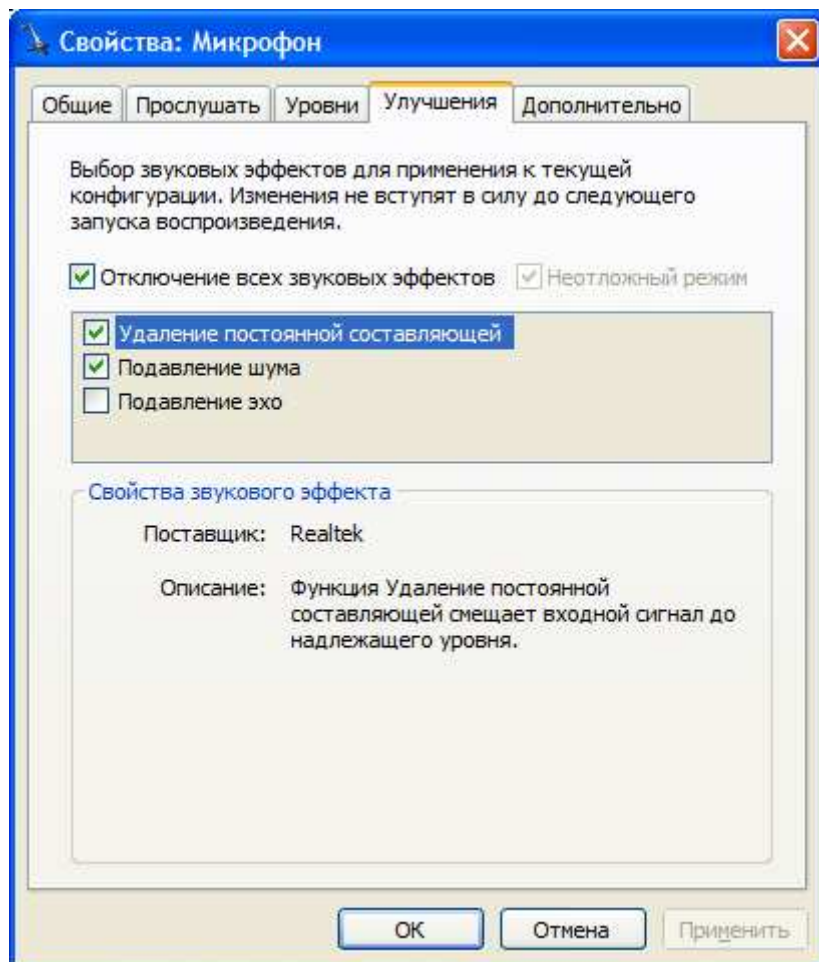 Свойства: Микрофон
Общие Прослушать Уровни Улучшения Дополнительно
Выбор звуковых эффектов для применения к текущей
конфигурации. Изменения не вступят в силу до следующего
запуска воспроизведения.
Отключение всех звуковых эффектов Неотложный режим
Удаление постоянной составляющей
Подавление шума
Подавление эхо
Свойства звукового эффекта
Поставщик: Realtek
Описание: Функция Удаление постоянной
составляющей смещает входной сигнал до
надлежащего уровня.
ОК Отмена Применить